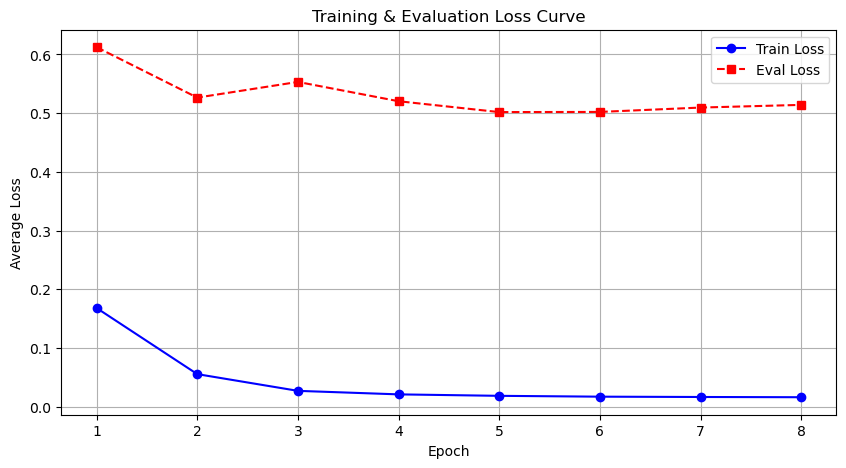 Training & Evaluation Loss Curve
Train Loss
Eval Loss
Average Loss
0.6
0.5
0.4
0.3
0.2
0.1
0.0
1 2 3 4 5 6 7 8
Epoch